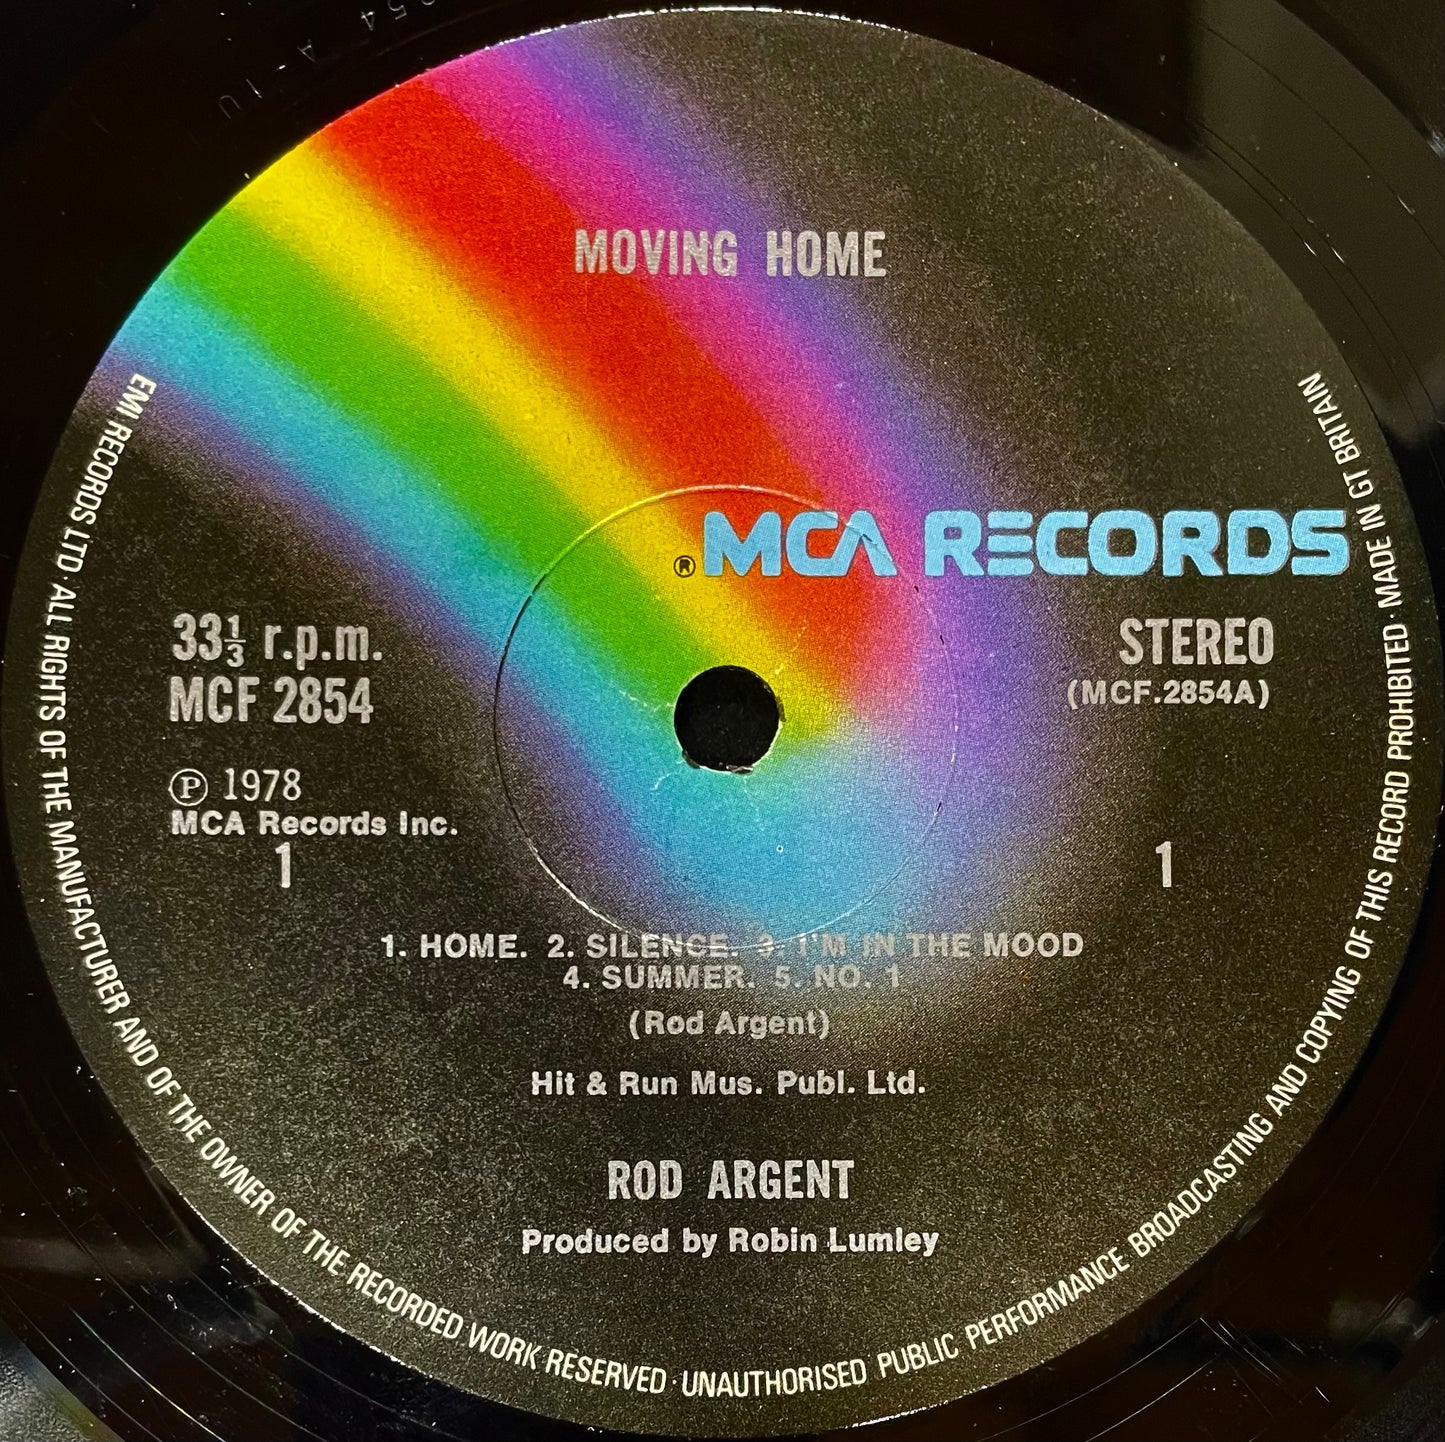 854 A-1U
MOVING HOME
® MCA RECORDS
33⅓ r.p.m.
MCF 2854
STEREO
(MCF.2854A)
Ⓟ 1978
MCA Records Inc.
1
1
1. HOME. 2. SILENCE. 3. I'M IN THE MOOD
4. SUMMER. 5. NO. 1
(Rod Argent)
Hit & Run Mus. Publ. Ltd.
ROD ARGENT
Produced by Robin Lumley
EMI RECORDS LTD · ALL RIGHTS OF THE MANUFACTURER AND OF THE OWNER OF THE RECORDED WORK RESERVED · UNAUTHORISED PUBLIC PERFORMANCE BROADCASTING AND COPYING OF THIS RECORD PROHIBITED · MADE IN GT BRITAIN